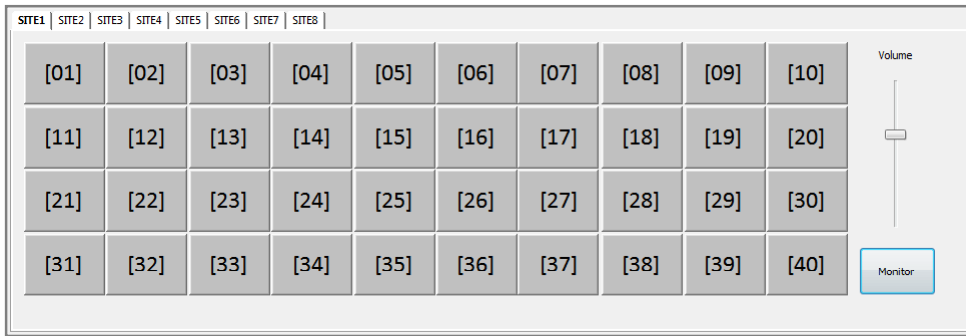 SITE1 SITE2 SITE3 SITE4 SITE5 SITE6 SITE7 SITE8
Volume
[01] [02] [03] [04] [05] [06] [07] [08] [09] [10]
[11] [12] [13] [14] [15] [16] [17] [18] [19] [20]
[21] [22] [23] [24] [25] [26] [27] [28] [29] [30]
[31] [32] [33] [34] [35] [36] [37] [38] [39] [40]
Monitor